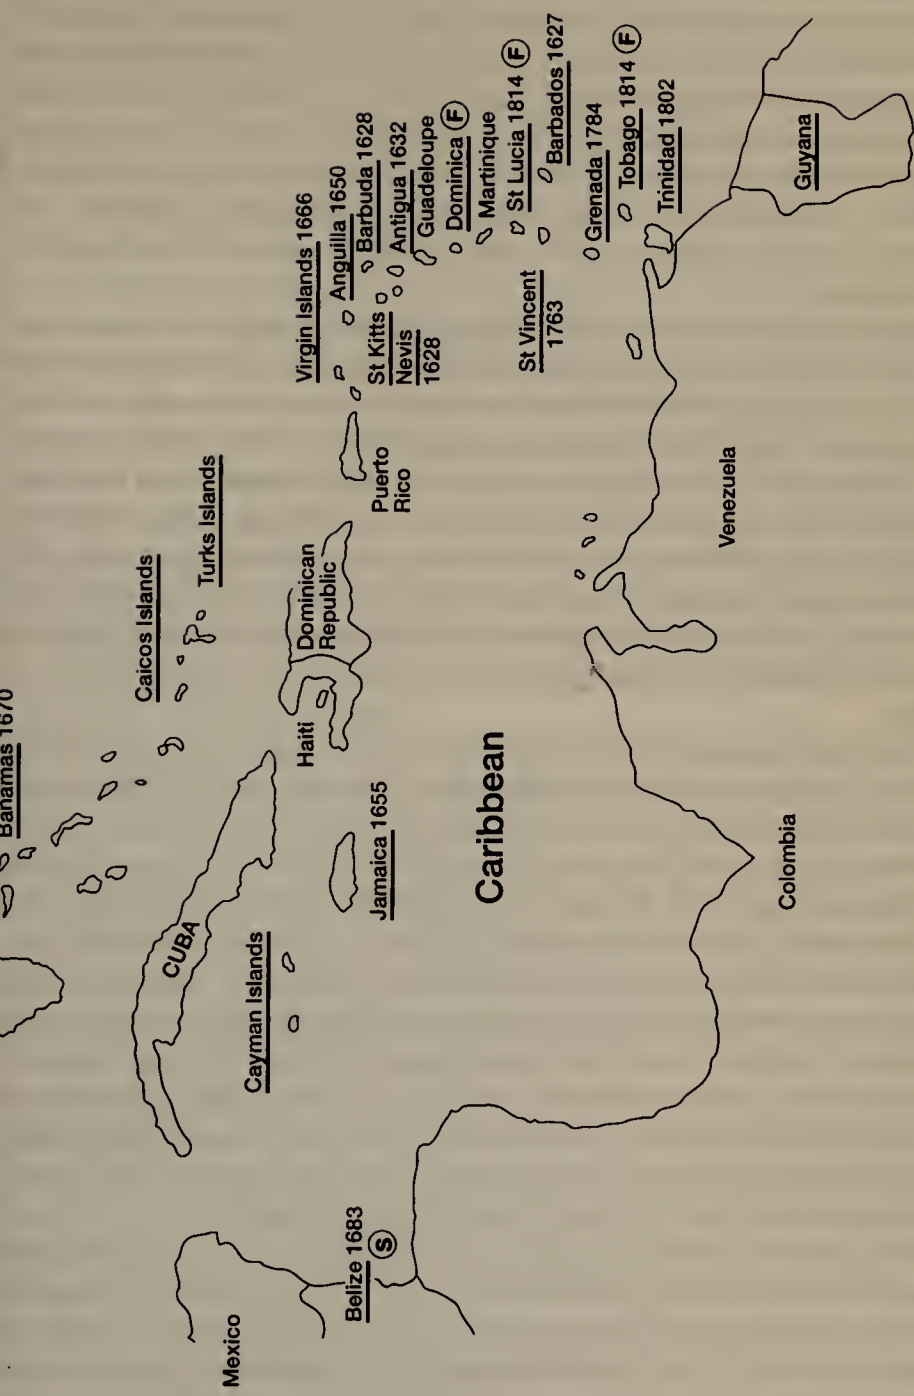 Bahamas 1670
Caicos Islands
Turks Islands
CUBA
Cayman Islands
Haiti
Dominican
Republic
Jamaica 1655
Puerto
Rico
Virgin Islands 1666
Anguilla 1650
Barbuda 1628
St Kitts
Nevis
1628
Antigua 1632
Guadeloupe
Dominica F
Martinique
St Lucia 1814 F
Barbados 1627
St Vincent
1763
Grenada 1784
Tobago 1814 F
Trinidad 1802
Mexico
Belize 1683
S
Caribbean
Colombia
Venezuela
Guyana